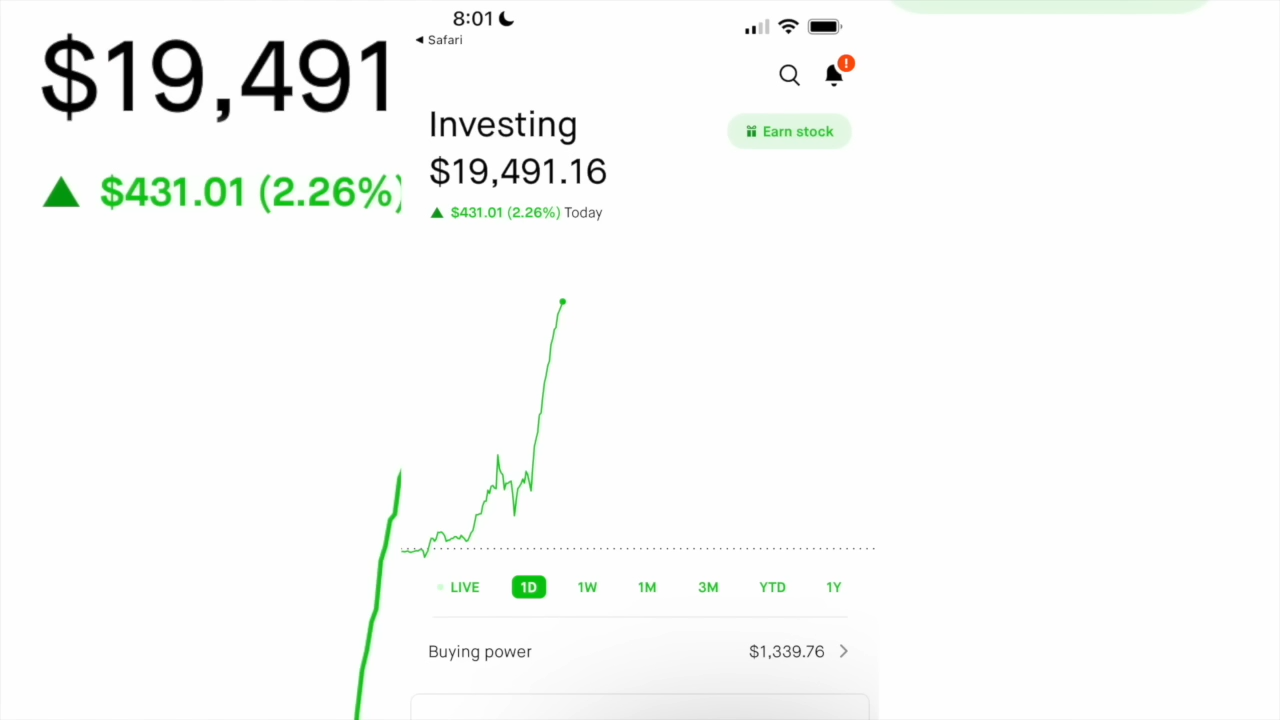 $19,491
$431.01 (2.26%)
8:01
Safari
!
Investing
Earn stock
$19,491.16
$431.01 (2.26%) Today
LIVE 1D 1W 1M 3M YTD 1Y
Buying power $1,339.76